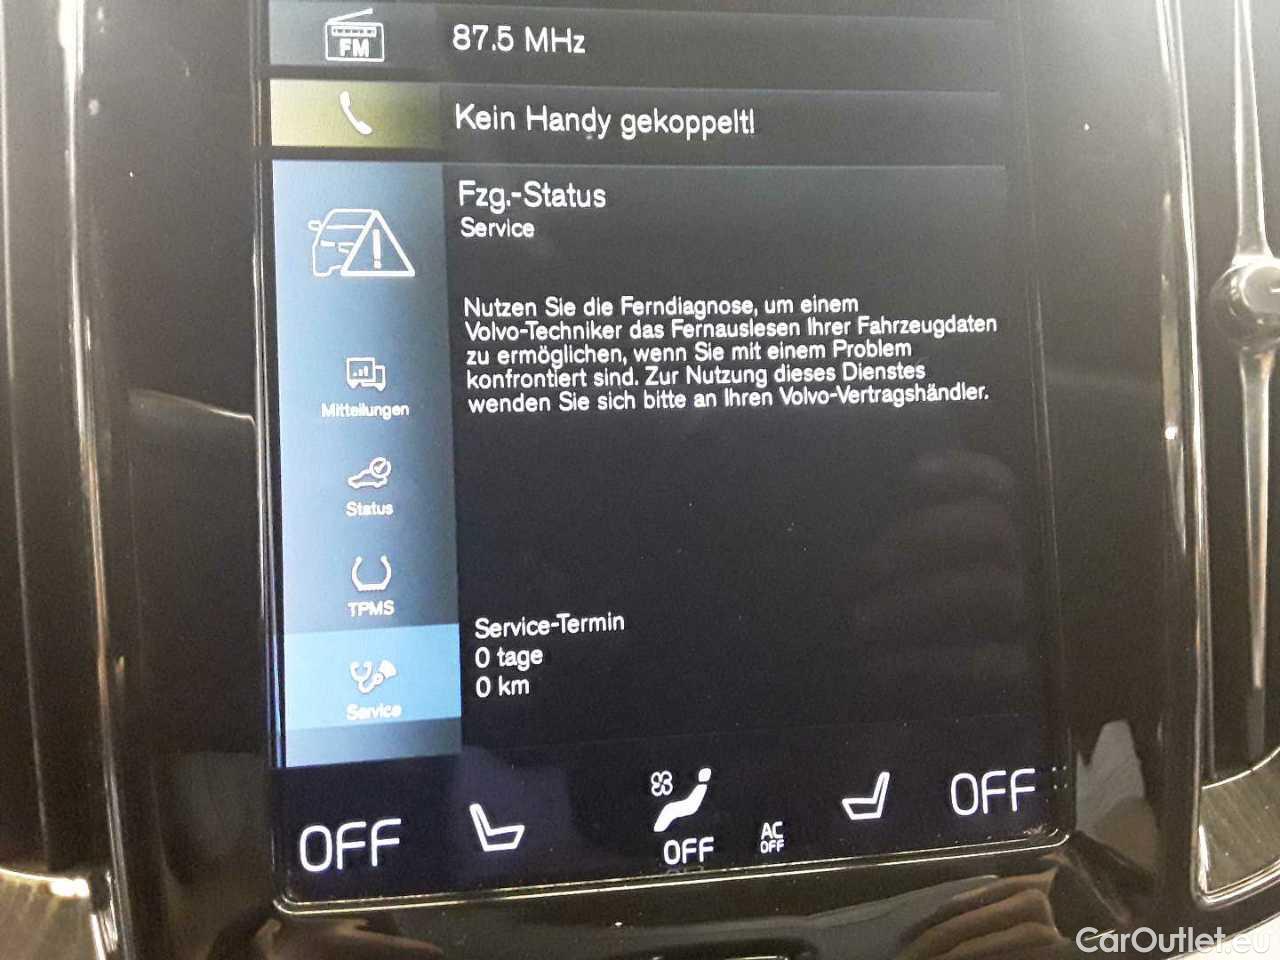 FM
87.5 MHz
Kein Handy gekoppelt!
Fzg.-Status
Service
Nutzen Sie die Ferndiagnose, um einem
Volvo-Techniker das Fernauslesen Ihrer Fahrzeugdaten
zu ermöglichen, wenn Sie mit einem Problem
konfrontiert sind. Zur Nutzung dieses Dienstes
wenden Sie sich bitte an Ihren Volvo-Vertragshändler.
Mitteilungen
Status
TPMS
Service
Service-Termin
0 tage
0 km
OFF
OFF
AC
OFF
OFF
CarOutlet.eu